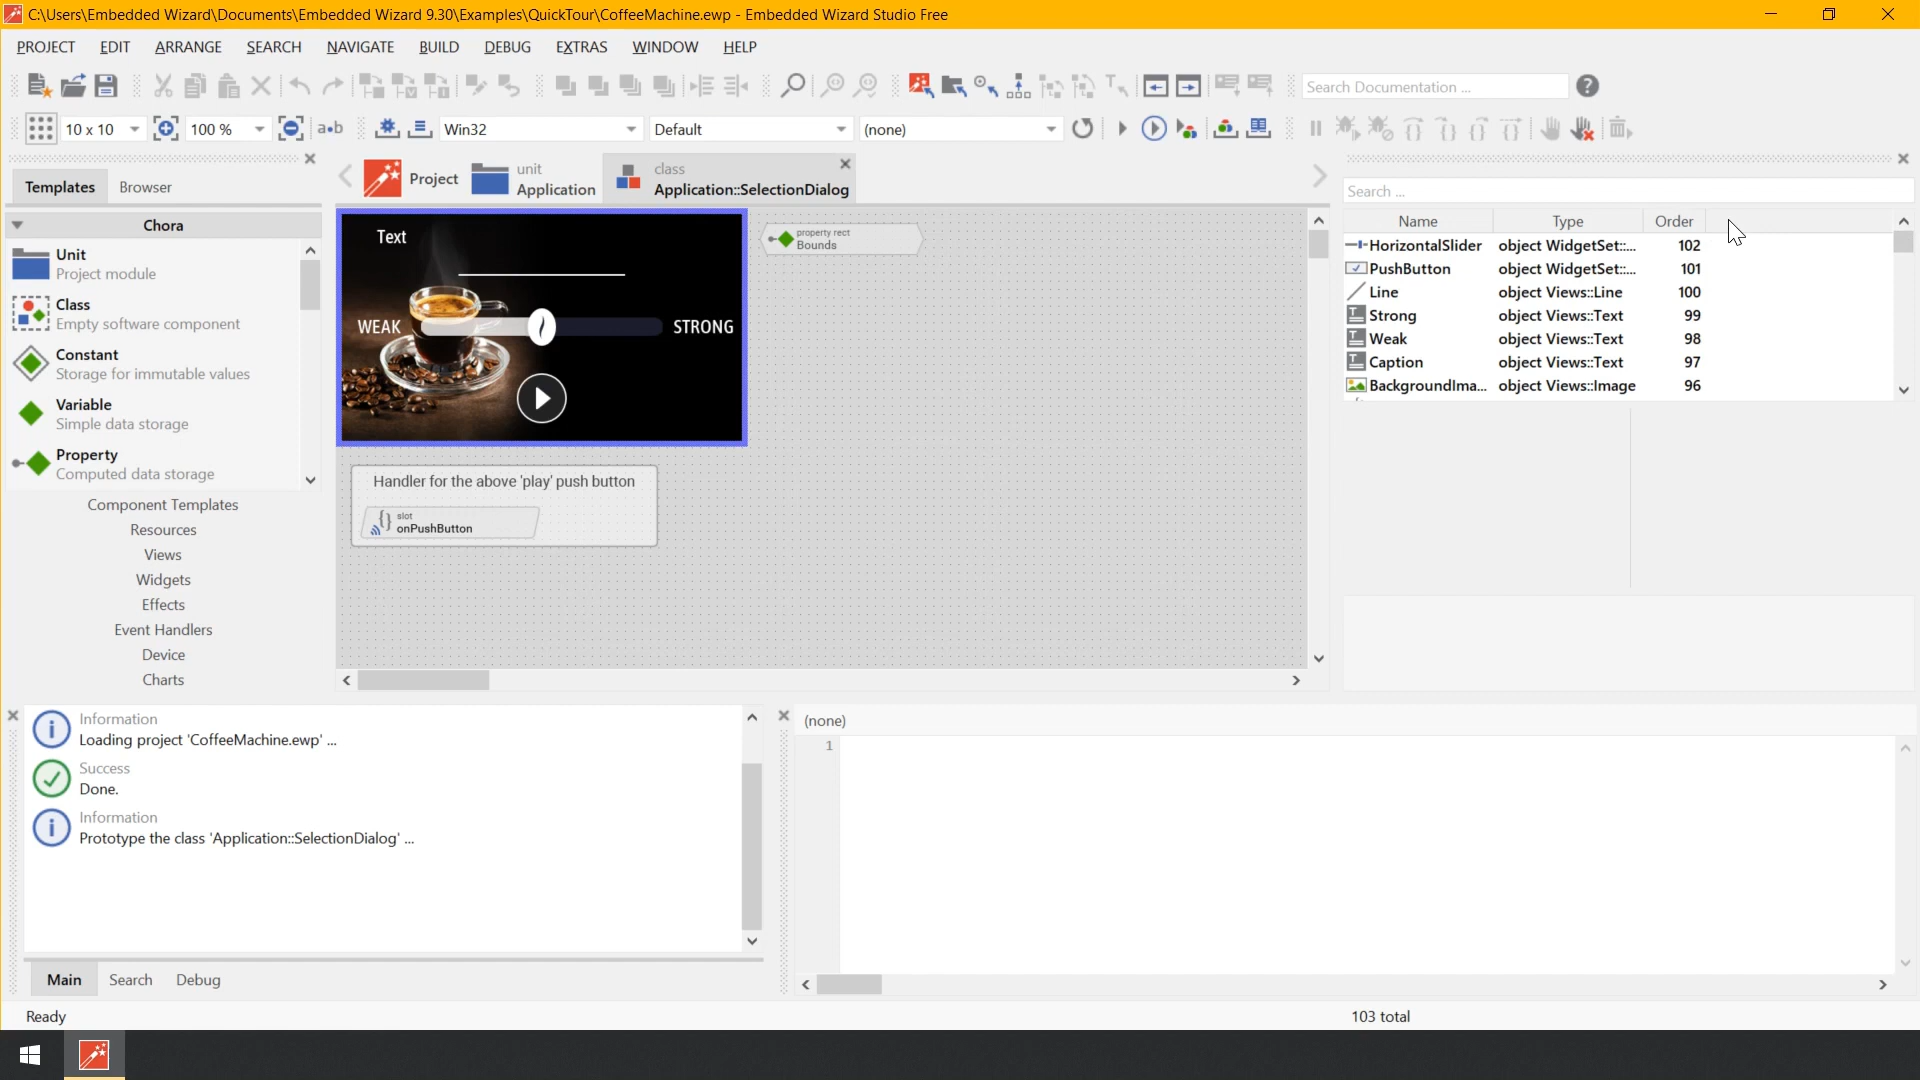 C:\Users\Embedded Wizard\Documents\Embedded Wizard 9.30\Examples\QuickTour\CoffeeMachine.ewp - Embedded Wizard Studio Free
PROJECT EDIT ARRANGE SEARCH NAVIGATE BUILD DEBUG EXTRAS WINDOW HELP
Search Documentation ...
10 x 10 100 % a•b Win32 Default (none)
Templates Browser
Project
unit
Application
class
Application::SelectionDialog
Search ...
Chora
Unit
Project module
Class
Empty software component
Constant
Storage for immutable values
Variable
Simple data storage
Property
Computed data storage
Component Templates
Resources
Views
Widgets
Effects
Event Handlers
Device
Charts
Text
WEAK STRONG
property rect
Bounds
Handler for the above 'play' push button
slot
onPushButton
Name Type Order
HorizontalSlider object WidgetSet::... 102
PushButton object WidgetSet::... 101
Line object Views::Line 100
Strong object Views::Text 99
Weak object Views::Text 98
Caption object Views::Text 97
BackgroundIma... object Views::Image 96
Information
Loading project 'CoffeeMachine.ewp' ...
Success
Done.
Information
Prototype the class 'Application::SelectionDialog' ...
Main Search Debug
(none)
1
Ready
103 total